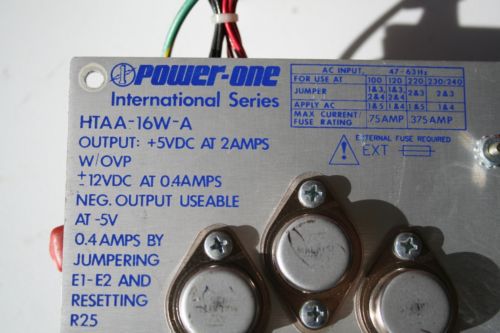 power-one
International Series
HTAA-16W-A
OUTPUT: +5VDC AT 2AMPS
W/OVP
±12VDC AT 0.4AMPS
NEG. OUTPUT USEABLE
AT -5V
0.4 AMPS BY
JUMPERING
E1-E2 AND
RESETTING
R25
AC INPUT, 47-63Hz
FOR USE AT 100 120 220 230/240
JUMPER 1&3, 2&4 1&3, 2&4 2&3 2&3
APPLY AC 1&5 1&4 1&5 1&4
MAX CURRENT/ FUSE RATING .75AMP .375AMP
EXTERNAL FUSE REQUIRED
EXT
MALAYSIA